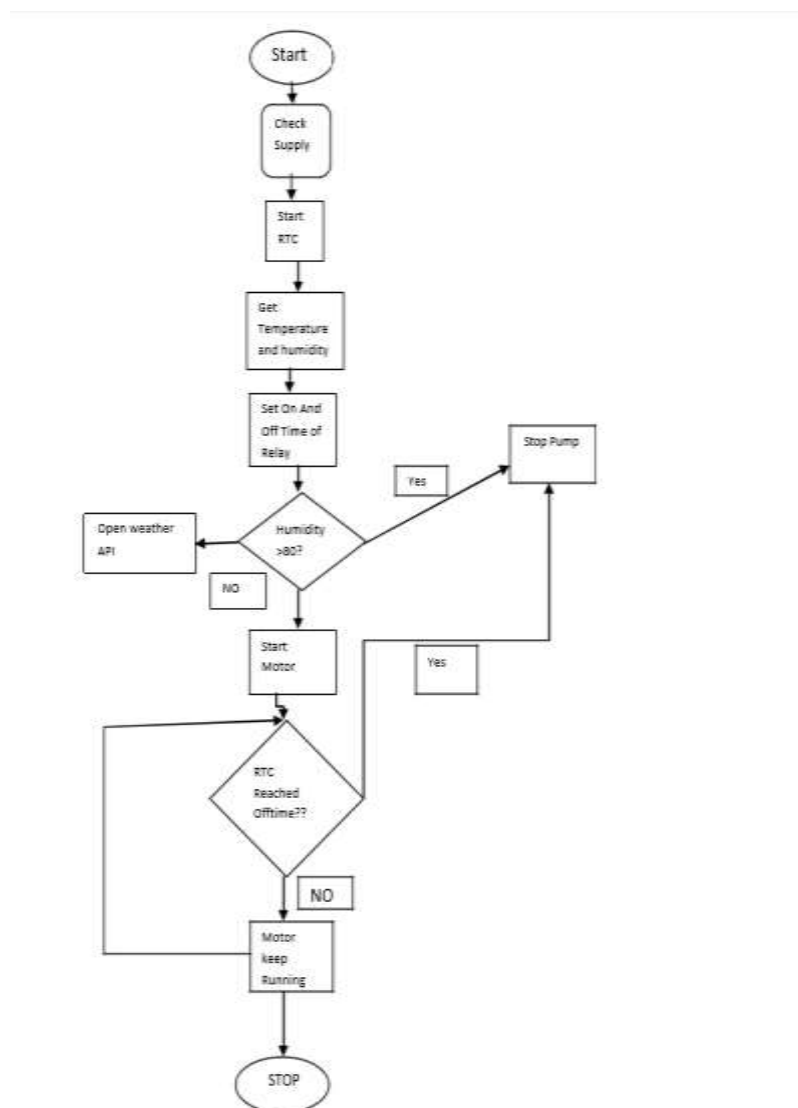 Start
Check
Supply
Start
RTC
Get
Temperature
and humidity
Set On And
Off Time of
Relay
Stop Pump
Yes
Humidity
>80?
Open weather
API
NO
Start
Motor
Yes
RTC
Reached
Offtime??
NO
Motor
keep
Running
STOP